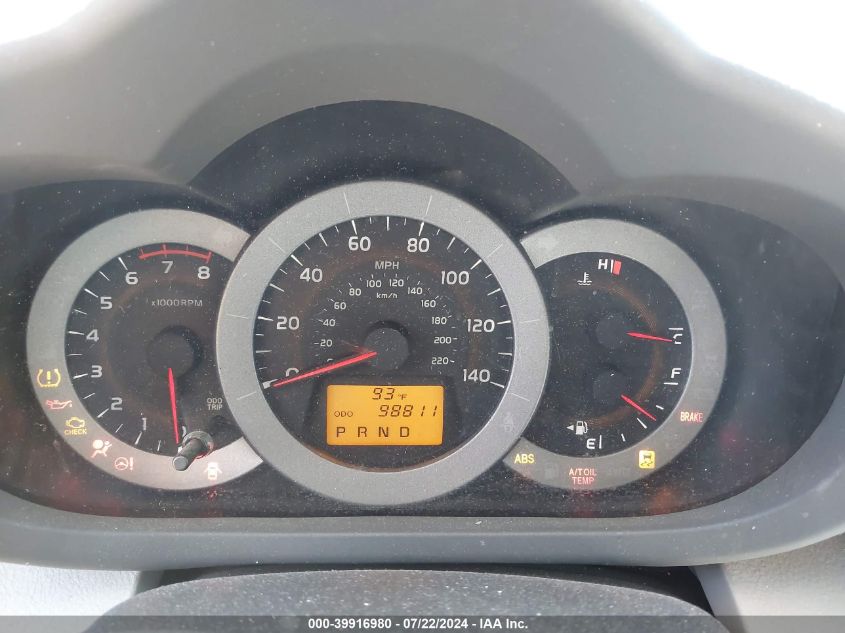 1 2 3 4 5 6 7 8
x1000RPM
ODO
TRIP
CHECK
0 20 40 60 80 100 120 140
MPH
km/h
20 40 60 80 100 120 140 160 180 200 220
93°F
ODO 98811
P R N D
H
C
F
E
BRAKE
ABS
A/TOIL
TEMP
000-39916980 - 07/22/2024 - IAA Inc.